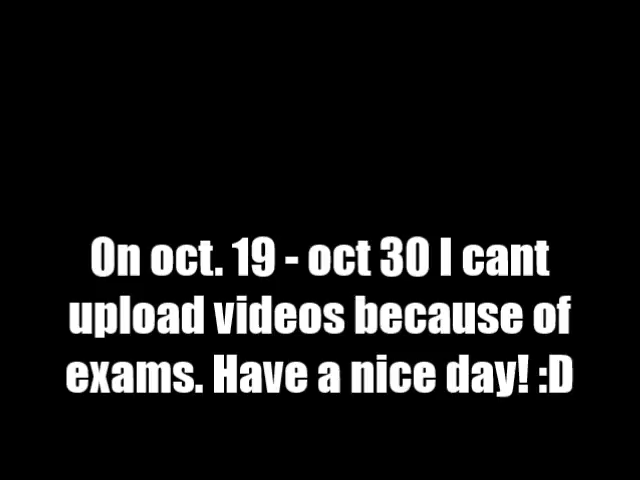 On oct. 19 - oct 30 I cant
upload videos because of
exams. Have a nice day! :D